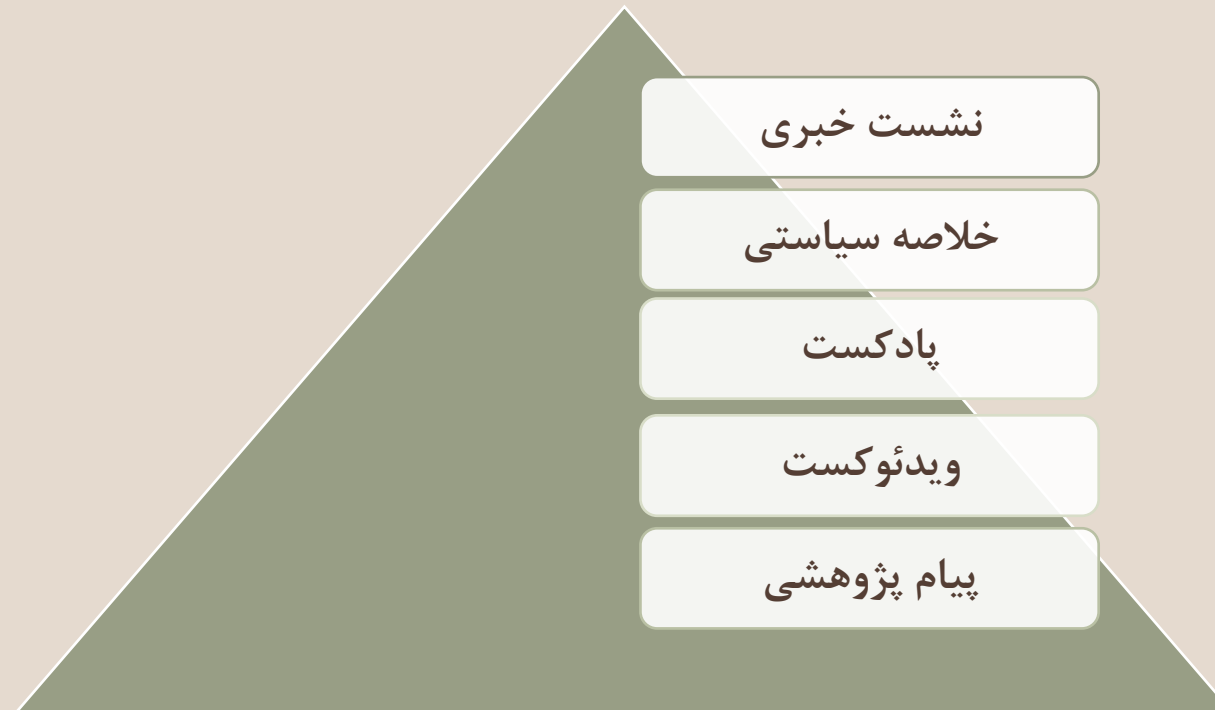 نشست خبری
خلاصه سیاستی
پادکست
ویدئوکست
پیام پژوهشی